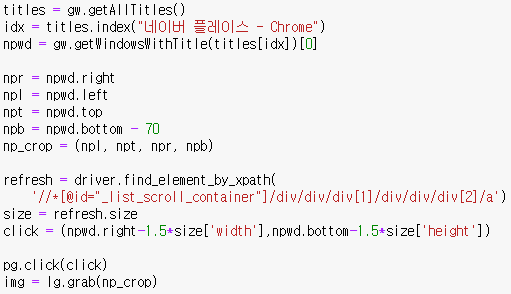 titles = gw.getAllTitles()
idx = titles.index("네이버 플레이스 - Chrome")
npwd = gw.getWindowsWithTitle(titles[idx])[0]
npr = npwd.right
npl = npwd.left
npt = npwd.top
npb = npwd.bottom - 70
np_crop = (npl, npt, npr, npb)
refresh = driver.find_element_by_xpath(
'//*[@id="_list_scroll_container"]/div/div/div[1]/div/div/div[2]/a')
size = refresh.size
click = (npwd.right-1.5*size['width'],npwd.bottom-1.5*size['height'])
pg.click(click)
img = Ig.grab(np_crop)